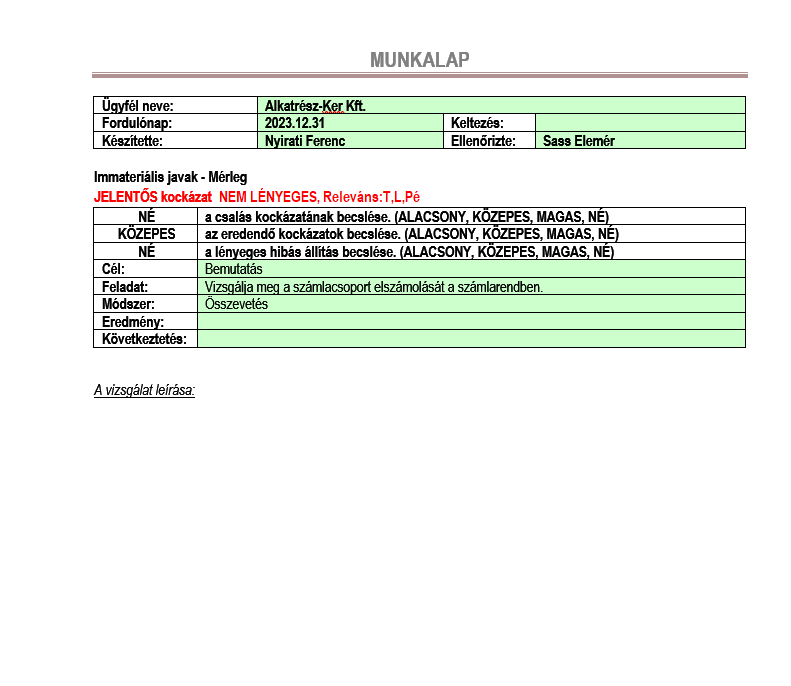 MUNKALAP
Ügyfél neve: Alkatrész-Ker Kft.
Fordulónap: 2023.12.31 Keltezés:
Készítette: Nyirati Ferenc Ellenőrizte: Sass Elemér
Immateriális javak - Mérleg
JELENTŐS kockázat NEM LÉNYEGES, Releváns:T,L,Pé
NÉ a csalás kockázatának becslése. (ALACSONY, KÖZEPES, MAGAS, NÉ)
KÖZEPES az eredendő kockázatok becslése. (ALACSONY, KÖZEPES, MAGAS, NÉ)
NÉ a lényeges hibás állítás becslése. (ALACSONY, KÖZEPES, MAGAS, NÉ)
Cél: Bemutatás
Feladat: Vizsgálja meg a számlacsoport elszámolását a számlarendben.
Módszer: Összevetés
Eredmény:
Következtetés:
A vizsgálat leírása: